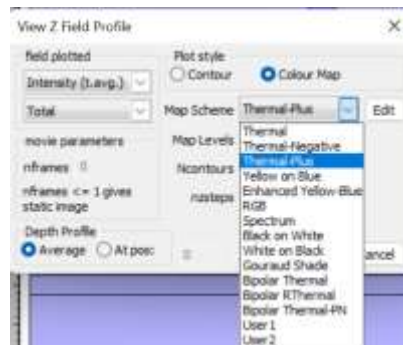 View Z Field Profile
field plotted
Intensity (t.avg.)
Total
movie parameters
nframes 0
nframes <= 1 gives
static image
Depth Profile
Average
At pos:
Plot style
Contour
Colour Map
Map Scheme Thermal-Plus Edit
Map Levels
Ncontours
nzsteps
Thermal
Thermal-Negative
Thermal-Plus
Yellow on Blue
Enhanced Yellow-Blue
RGB
Spectrum
Black on White
White on Black
Gouraud Shade
Bipolar Thermal
Bipolar RThermal
Bipolar Thermal-PN
User1
User2
ancel